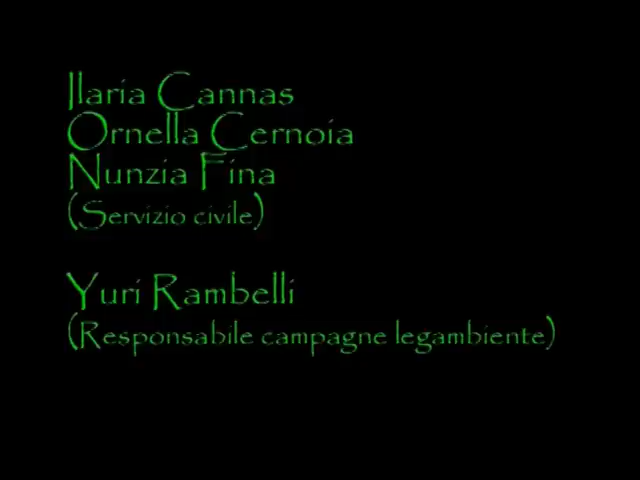 Ilaria Cannas
Ornella Cernoia
Nunzia Fina
(Servizio civile)
Yuri Rambelli
(Responsabile campagne legambiente)